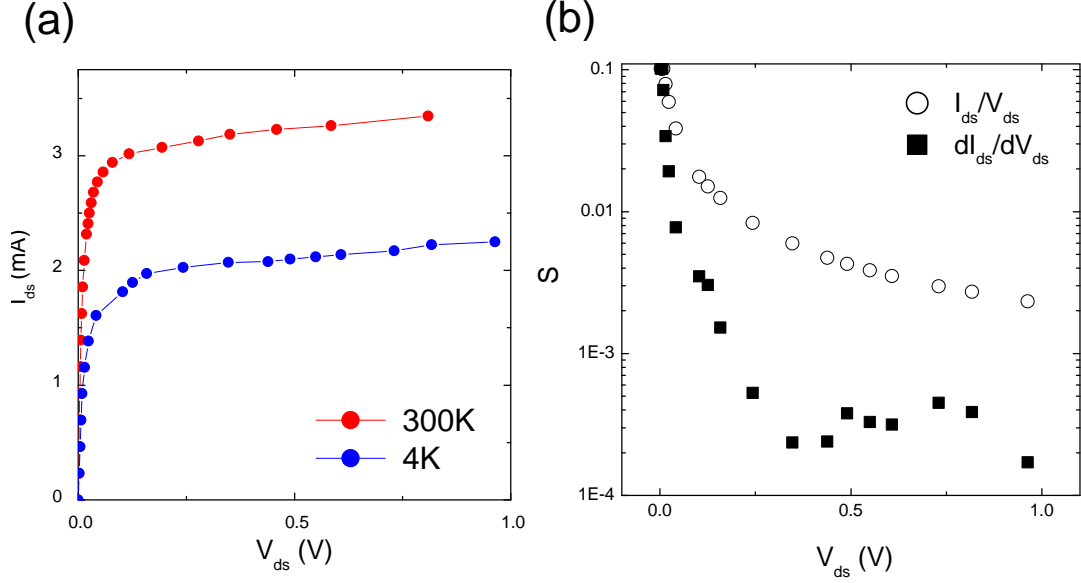 (a)
3
2
1
0
I_ds (mA)
300K
4K
0.0 0.5 1.0
V_ds (V)
(b)
0.1
0.01
1E-3
1E-4
S
I_ds/V_ds
dI_ds/dV_ds
0.0 0.5 1.0
V_ds (V)